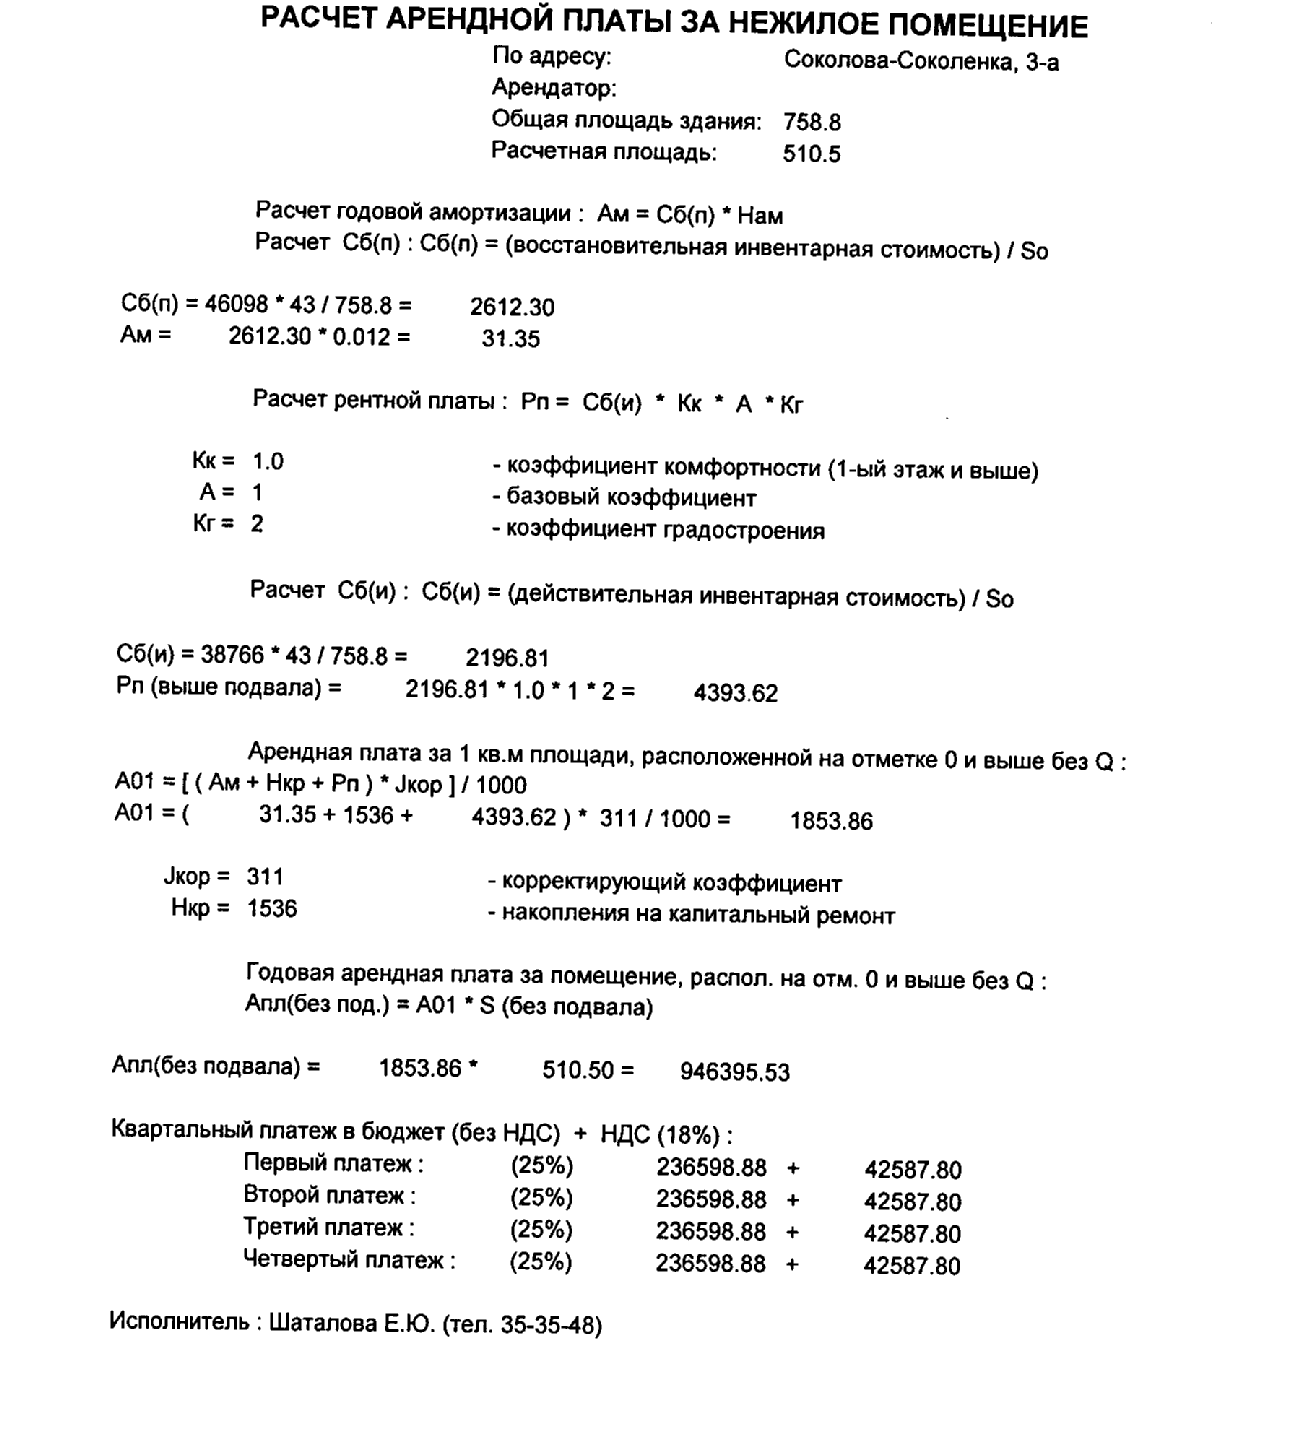 РАСЧЕТ АРЕНДНОЙ ПЛАТЫ ЗА НЕЖИЛОЕ ПОМЕЩЕНИЕ
По адресу: Соколова-Соколенка, 3-а
Арендатор:
Общая площадь здания: 758.8
Расчетная площадь: 510.5
Расчет годовой амортизации : Ам = Сб(п) * Нам
Расчет Сб(п) : Сб(п) = (восстановительная инвентарная стоимость) / So
Сб(п) = 46098 * 43 / 758.8 = 2612.30
Ам = 2612.30 * 0.012 = 31.35
Расчет рентной платы : Рп = Сб(и) * Кк * А * Кг
Кк = 1.0 - коэффициент комфортности (1-ый этаж и выше)
А = 1 - базовый коэффициент
Кг = 2 - коэффициент градостроения
Расчет Сб(и) : Сб(и) = (действительная инвентарная стоимость) / So
Сб(и) = 38766 * 43 / 758.8 = 2196.81
Рп (выше подвала) = 2196.81 * 1.0 * 1 * 2 = 4393.62
Арендная плата за 1 кв.м площади, расположенной на отметке 0 и выше без Q :
А01 = [ ( Ам + Нкр + Рп ) * Jкор ] / 1000
А01 = ( 31.35 + 1536 + 4393.62 ) * 311 / 1000 = 1853.86
Jкор = 311 - корректирующий коэффициент
Нкр = 1536 - накопления на капитальный ремонт
Годовая арендная плата за помещение, распол. на отм. 0 и выше без Q :
Апл(без под.) = А01 * S (без подвала)
Апл(без подвала) = 1853.86 * 510.50 = 946395.53
Квартальный платеж в бюджет (без НДС) + НДС (18%) :
Первый платеж : (25%) 236598.88 + 42587.80
Второй платеж : (25%) 236598.88 + 42587.80
Третий платеж : (25%) 236598.88 + 42587.80
Четвертый платеж : (25%) 236598.88 + 42587.80
Исполнитель : Шаталова Е.Ю. (тел. 35-35-48)